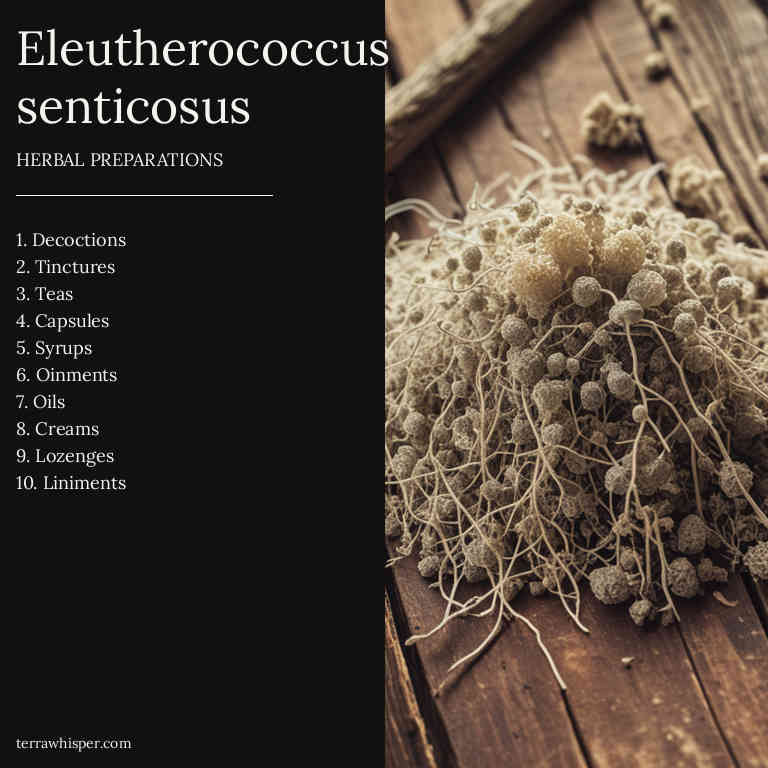 Eleutherococcus
senticosus
HERBAL PREPARATIONS
1. Decoctions
2. Tinctures
3. Teas
4. Capsules
5. Syrups
6. Oinments
7. Oils
8. Creams
9. Lozenges
10. Liniments
terrawhisper.com